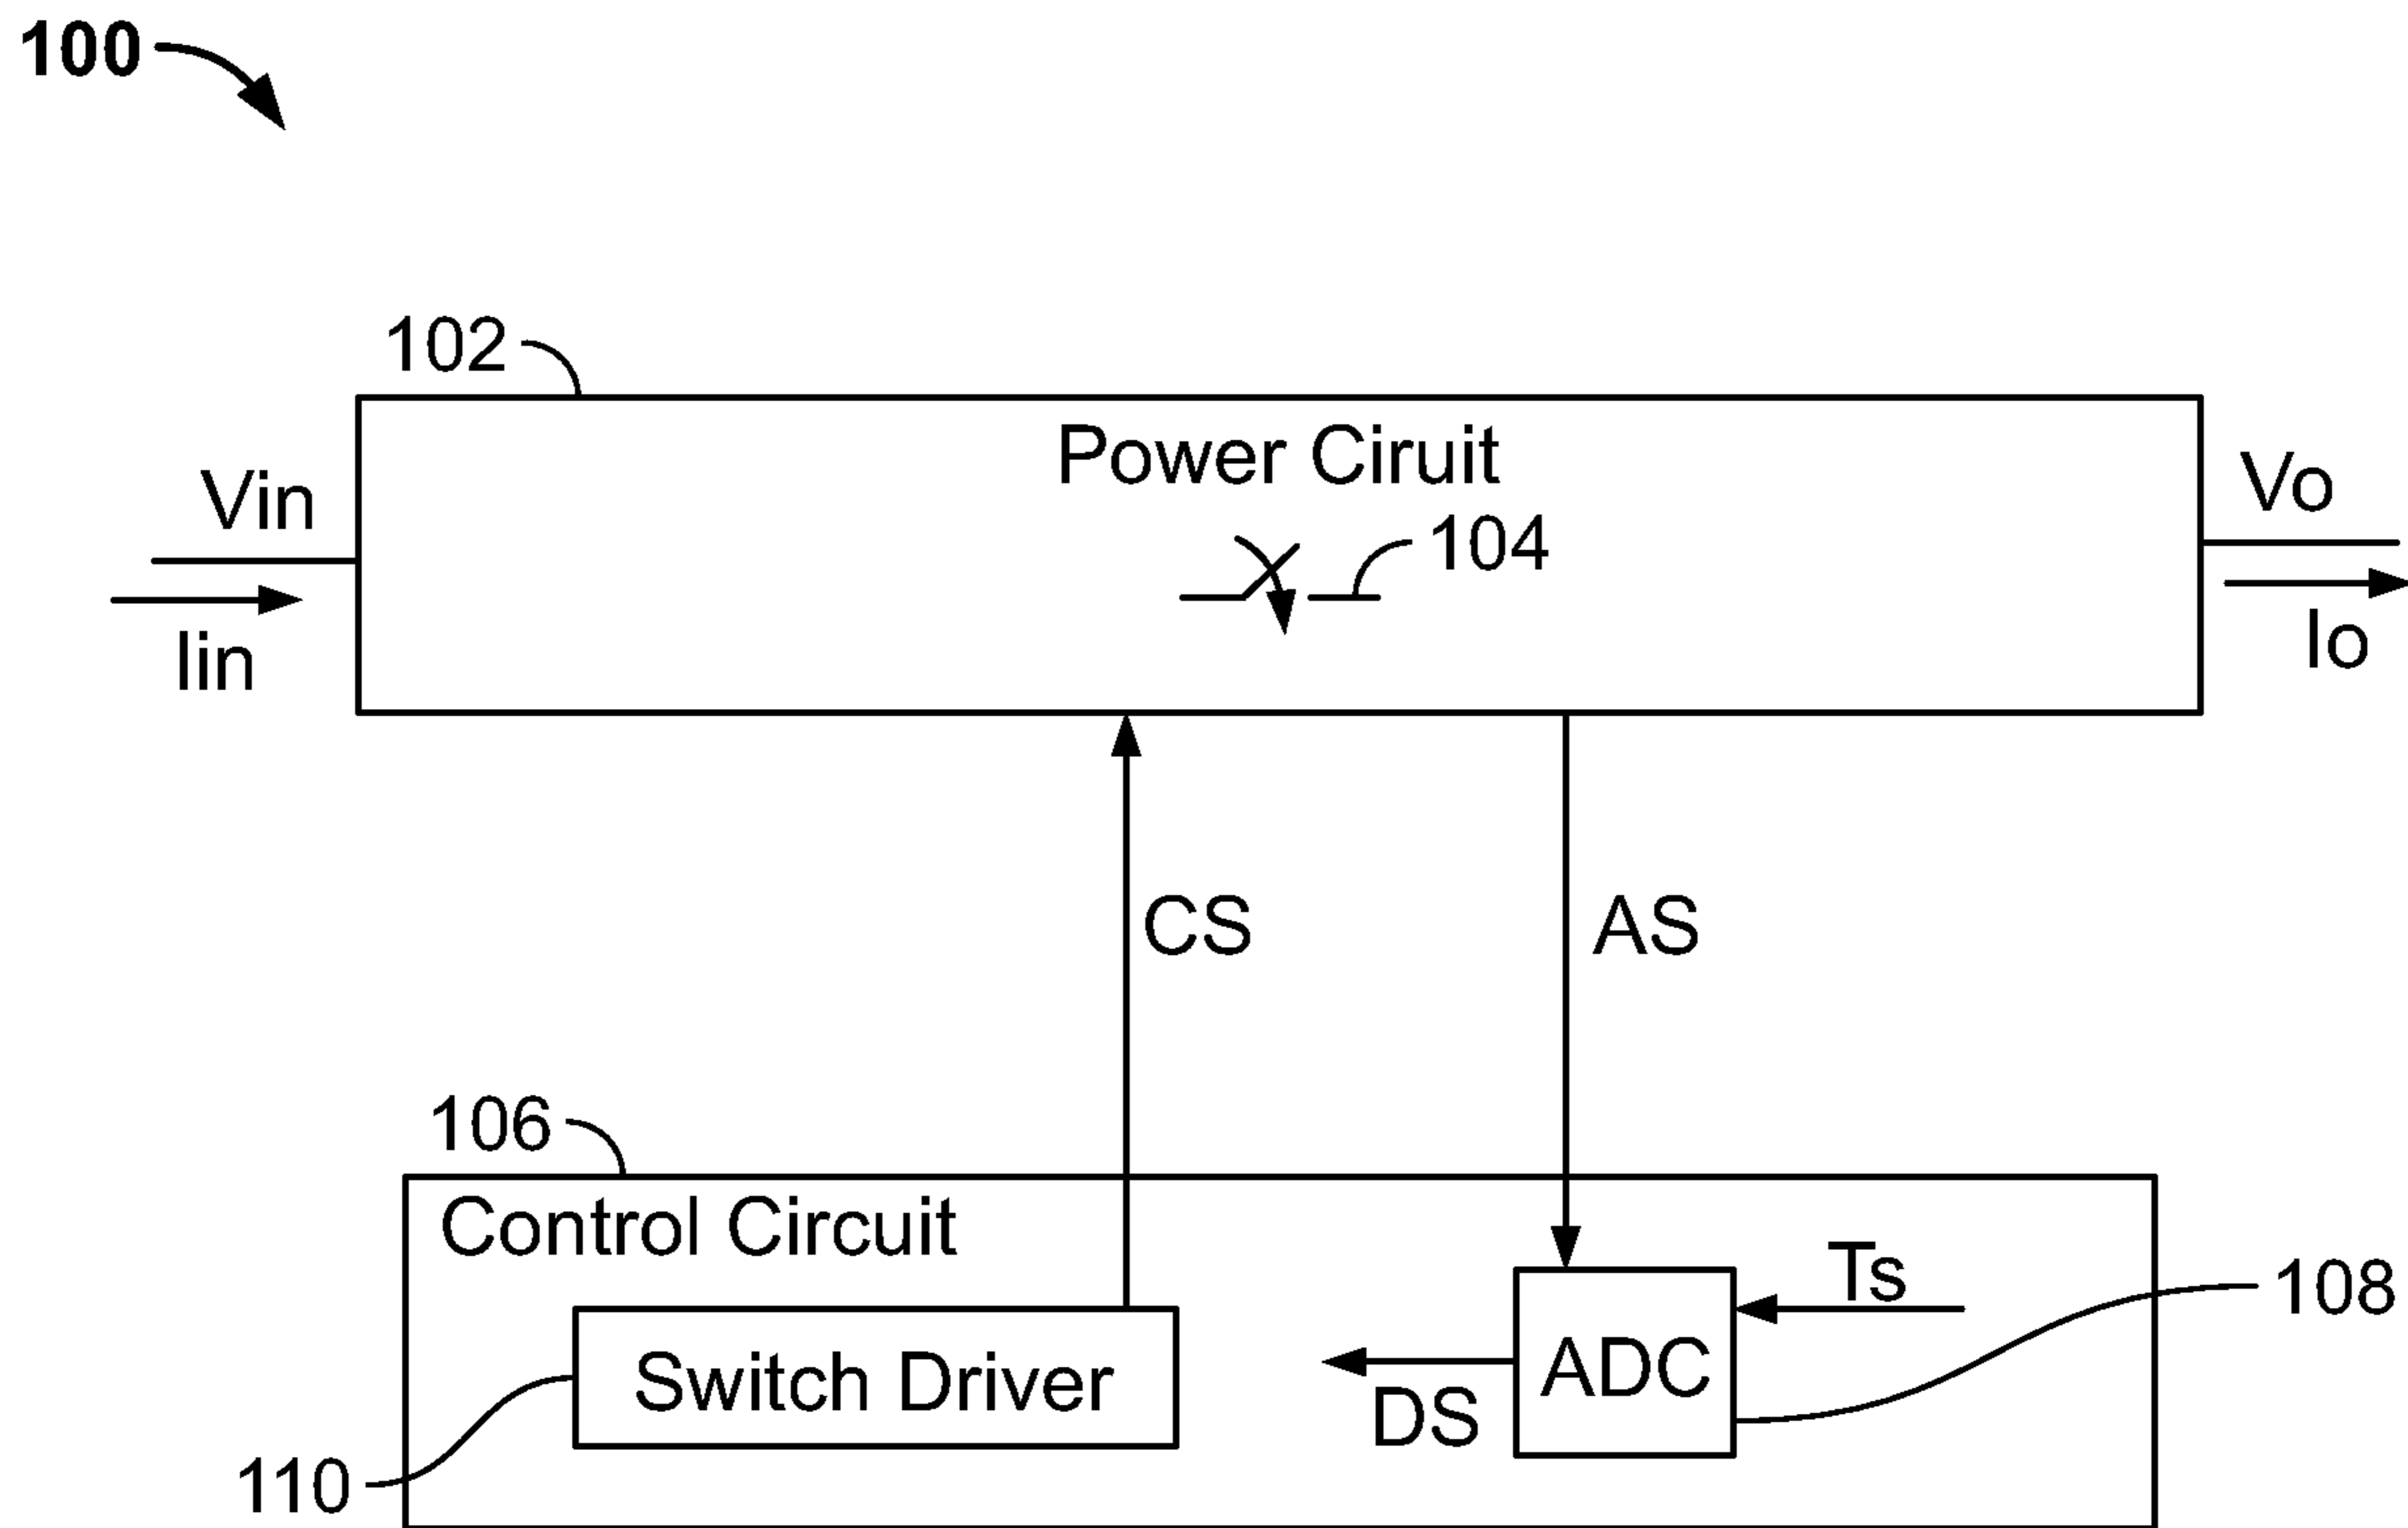 100
102
Power Ciruit
Vin
Vo
104
Iin
Io
CS
AS
106
Control Circuit
Ts
108
Switch Driver
ADC
DS
110